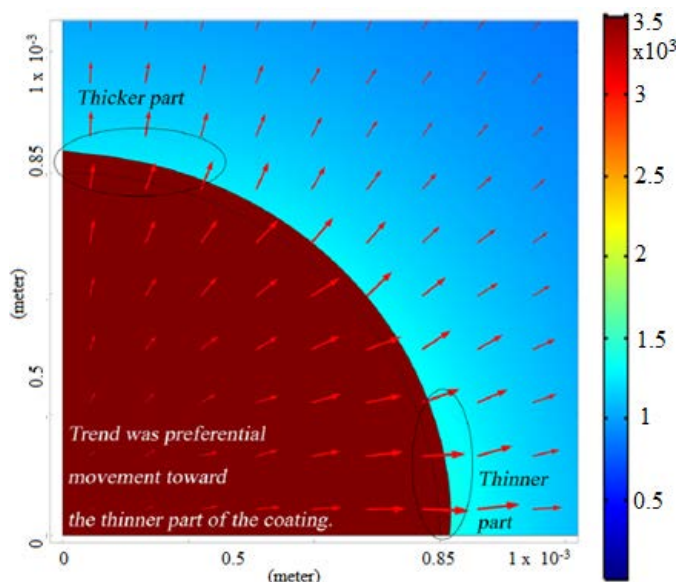 3.5
x10³
3
2.5
2
1.5
1
0.5
1 x 10⁻³
0.85
(meter)
0.5
0
Thicker part
Trend was preferential
movement toward
the thinner part of the coating.
Thinner
part
0
0.5
0.85
1 x 10⁻³
(meter)